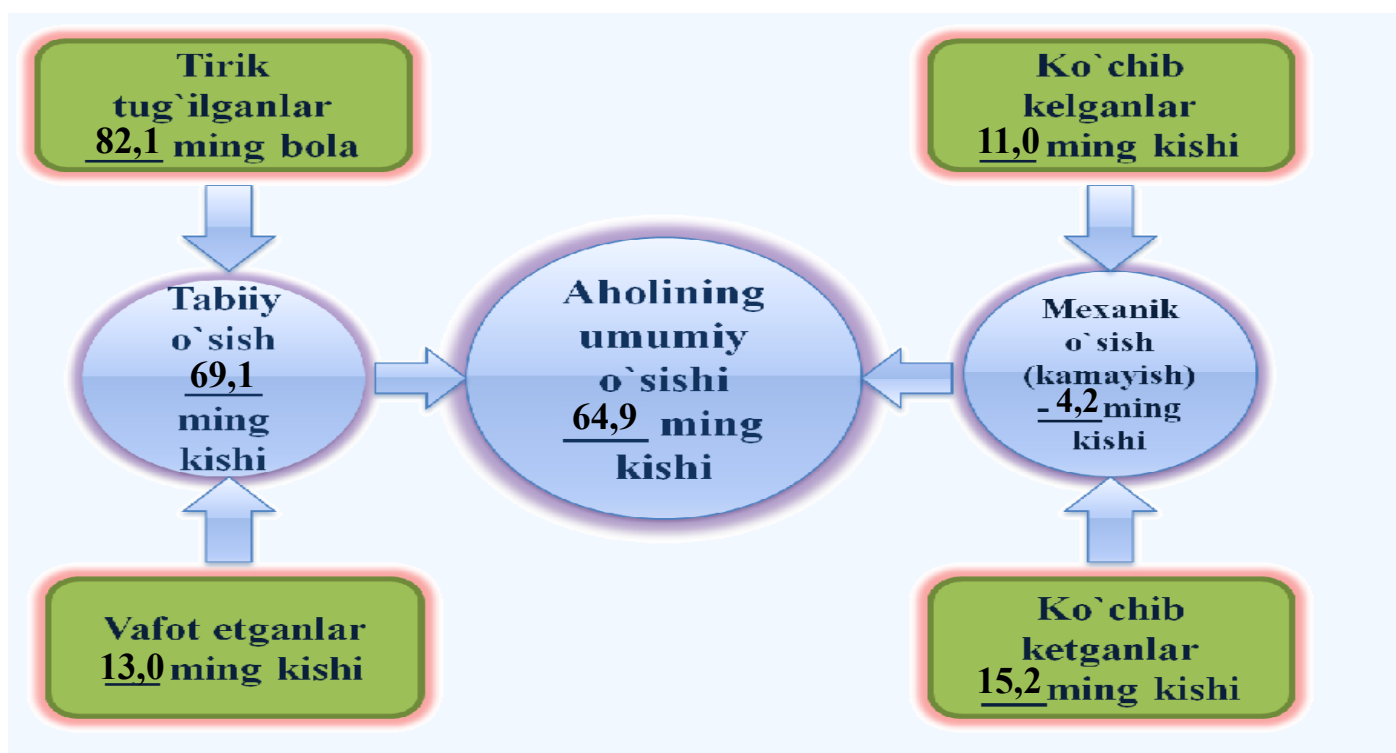 Tirik
tug`ilganlar
82,1 ming bola
Ko`chib
kelganlar
11,0 ming kishi
Tabiiy
o`sish
69,1
ming
kishi
Aholining
umumiy
o`sishi
64,9 ming
kishi
Mexanik
o`sish
(kamayish)
- 4,2 ming
kishi
Vafot etganlar
13,0 ming kishi
Ko`chib
ketganlar
15,2 ming kishi